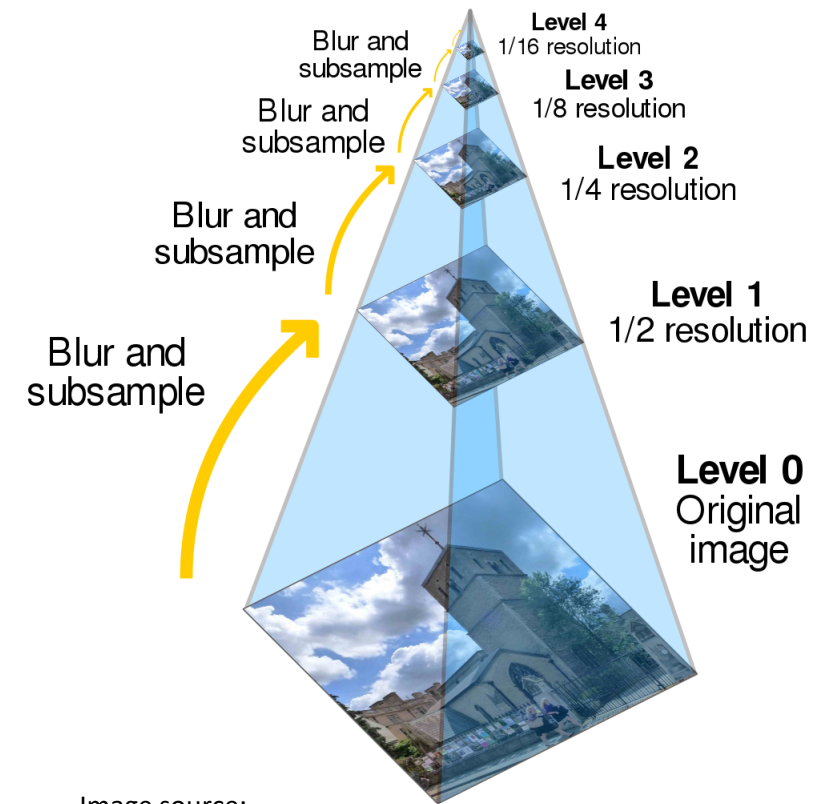 Level 4
1/16 resolution
Blur and
subsample
Level 3
1/8 resolution
Blur and
subsample
Level 2
1/4 resolution
Blur and
subsample
Level 1
1/2 resolution
Blur and
subsample
Level 0
Original
image
Image source: